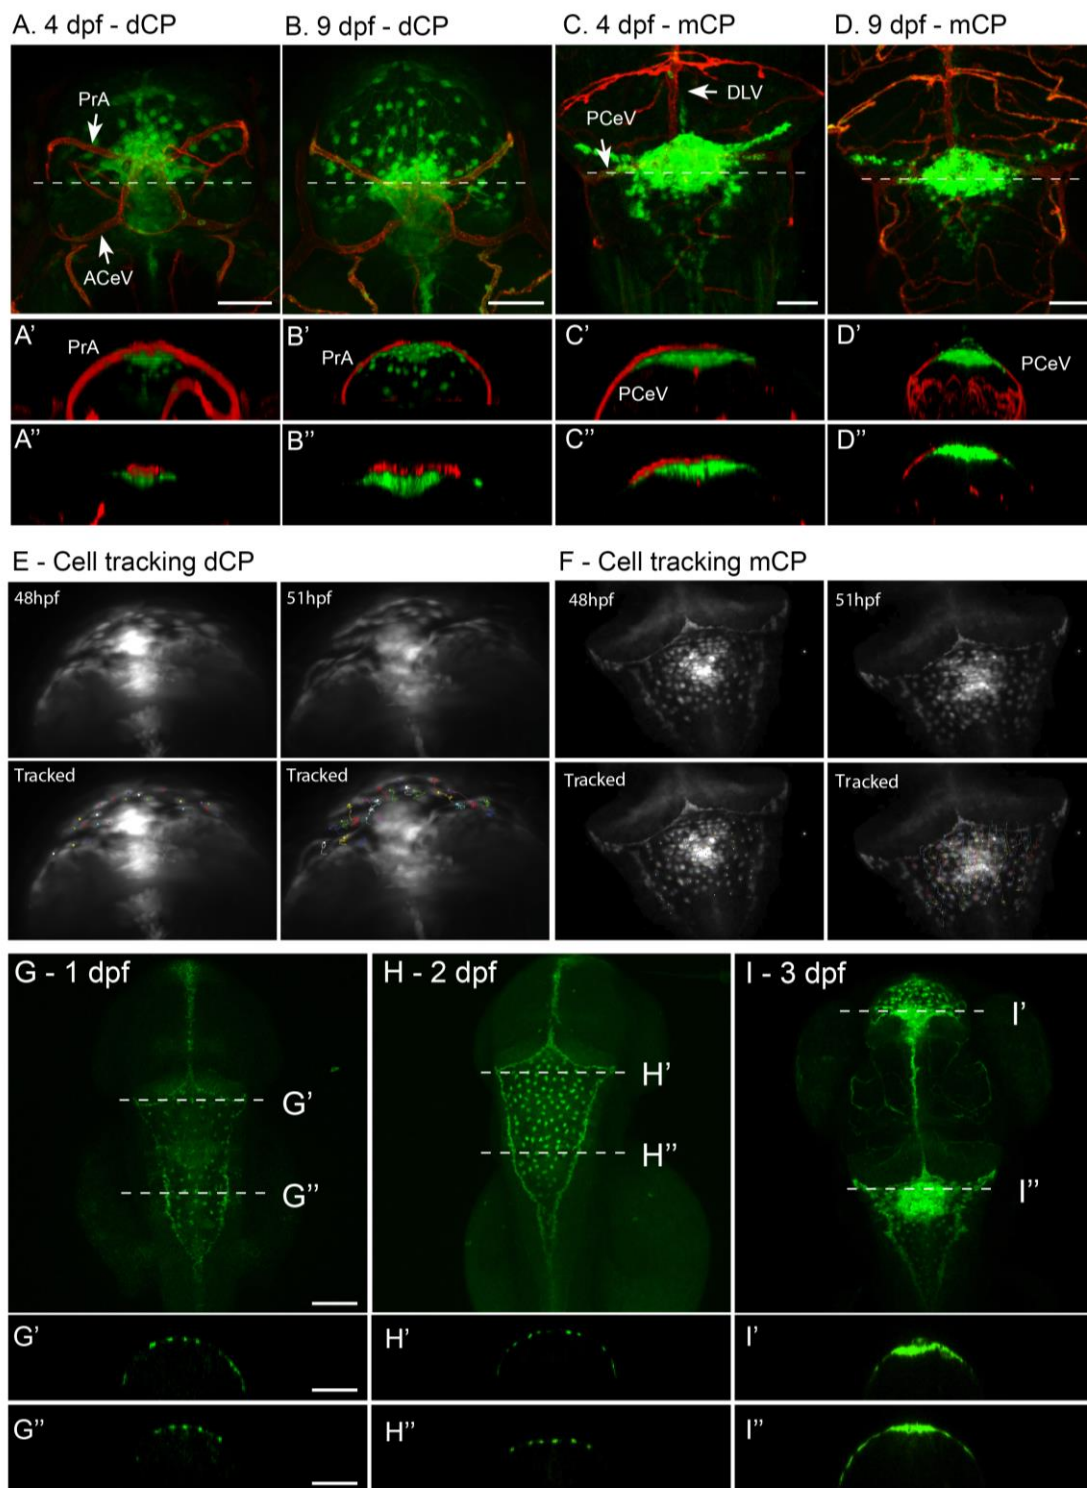 A. 4 dpf - dCP
B. 9 dpf - dCP
C. 4 dpf - mCP
D. 9 dpf - mCP
PrA
ACeV
PCeV
DLV
A’
PrA
B’
PrA
C’
PCeV
D’
PCeV
A’’
B’’
C’’
D’’
E - Cell tracking dCP
F - Cell tracking mCP
48hpf
51hpf
48hpf
51hpf
Tracked
Tracked
Tracked
Tracked
G - 1 dpf
H - 2 dpf
I - 3 dpf
G’
G’’
H’
H’’
I’
I’’
G’
H’
I’
G’’
H’’
I’’